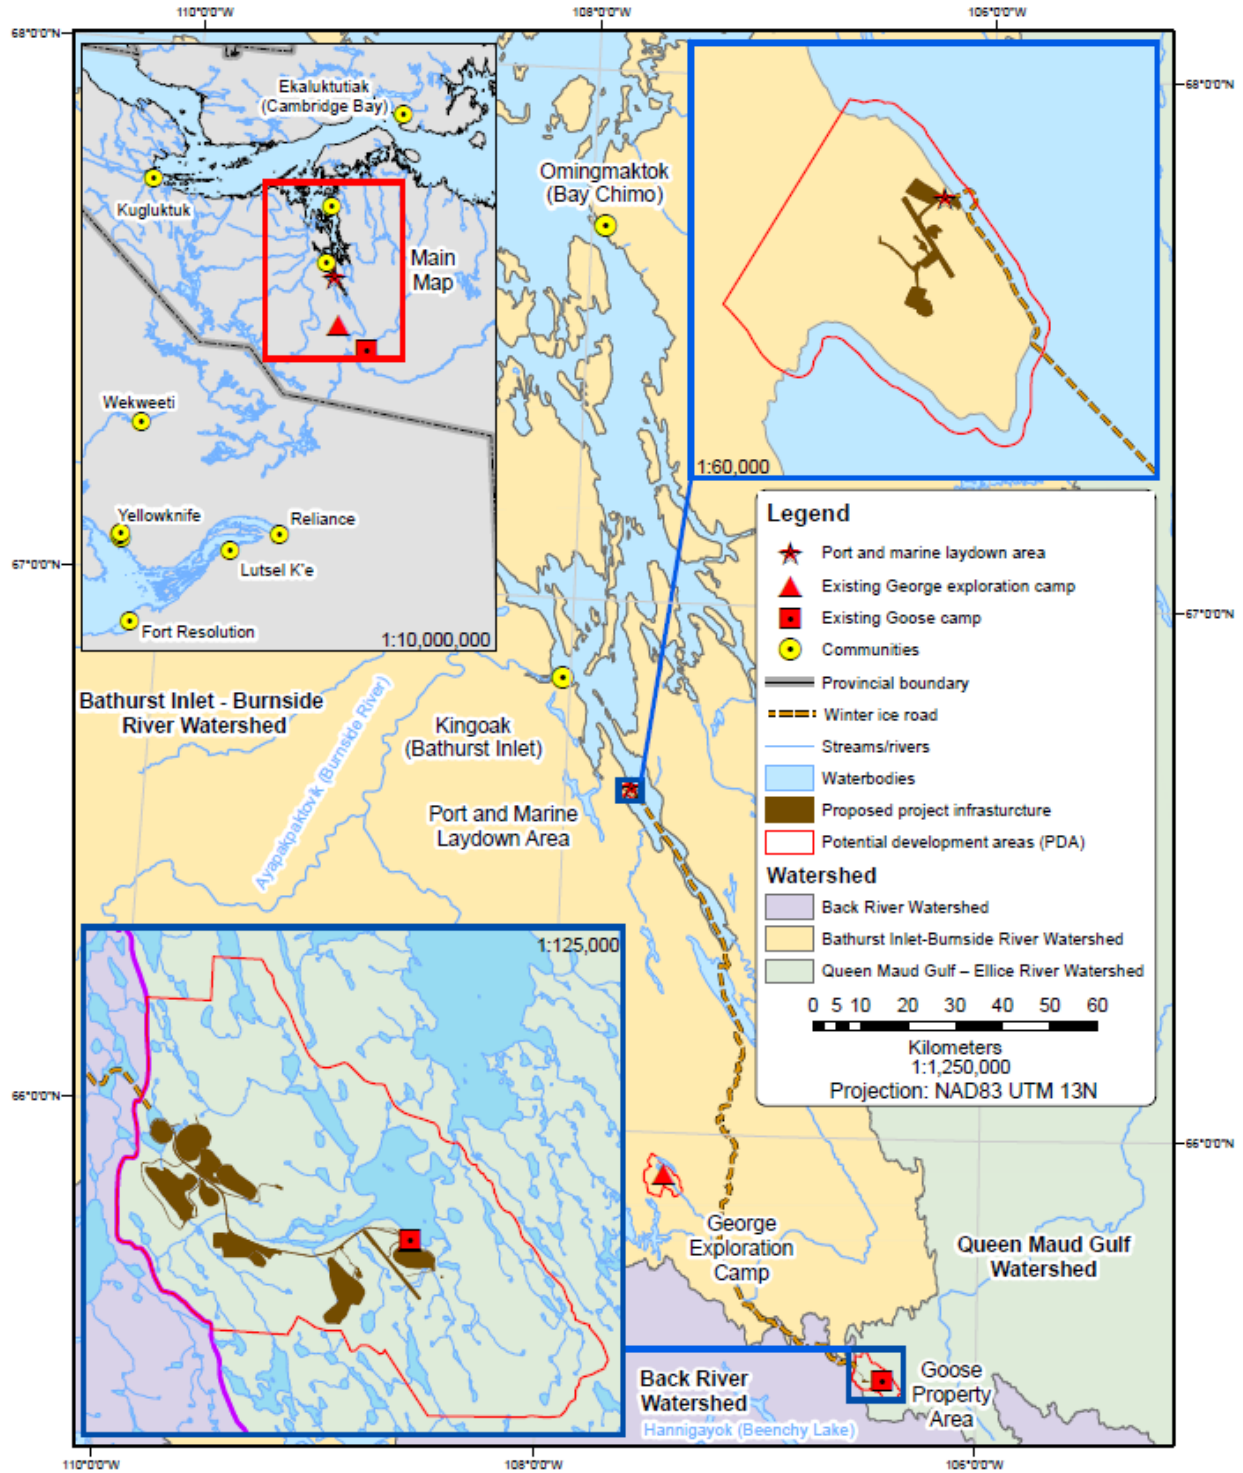 110°0'0"W
108°0'0"W
106°0'0"W
68°0'0"N
68°0'0"N
Ekaluktutiak
(Cambridge Bay)
Kugluktuk
Main
Map
Wekweeti
Yellowknife
Reliance
Lutsel K'e
Fort Resolution
1:10,000,000
Omingmaktok
(Bay Chimo)
1:60,000
67°0'0"N
67°0'0"N
Legend
Port and marine laydown area
Existing George exploration camp
Existing Goose camp
Communities
Provincial boundary
Winter ice road
Streams/rivers
Waterbodies
Proposed project infrasturcture
Potential development areas (PDA)
Watershed
Back River Watershed
Bathurst Inlet-Burnside River Watershed
Queen Maud Gulf – Ellice River Watershed
0 5 10 20 30 40 50 60
Kilometers
1:1,250,000
Projection: NAD83 UTM 13N
Bathurst Inlet - Burnside
River Watershed
Ayapakpaktovik (Burnside River)
Kingoak
(Bathurst Inlet)
Port and Marine
Laydown Area
1:125,000
66°0'0"N
66°0'0"N
George
Exploration
Camp
Queen Maud Gulf
Watershed
Back River
Watershed
Hannigayok (Beenchy Lake)
Goose
Property
Area
110°0'0"W
108°0'0"W
106°0'0"W